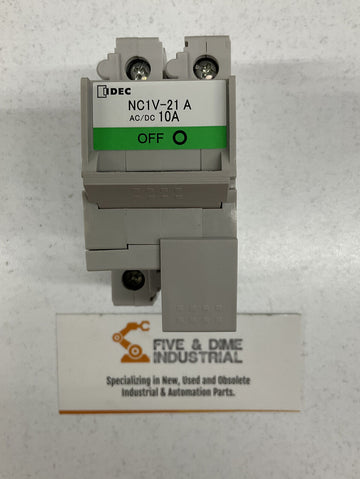 IDEC
NC1V-21 A
AC/DC 10A
OFF
FIVE & DIME
INDUSTRIAL
Specializing in New, Used and Obsolete
Industrial & Automation Parts.